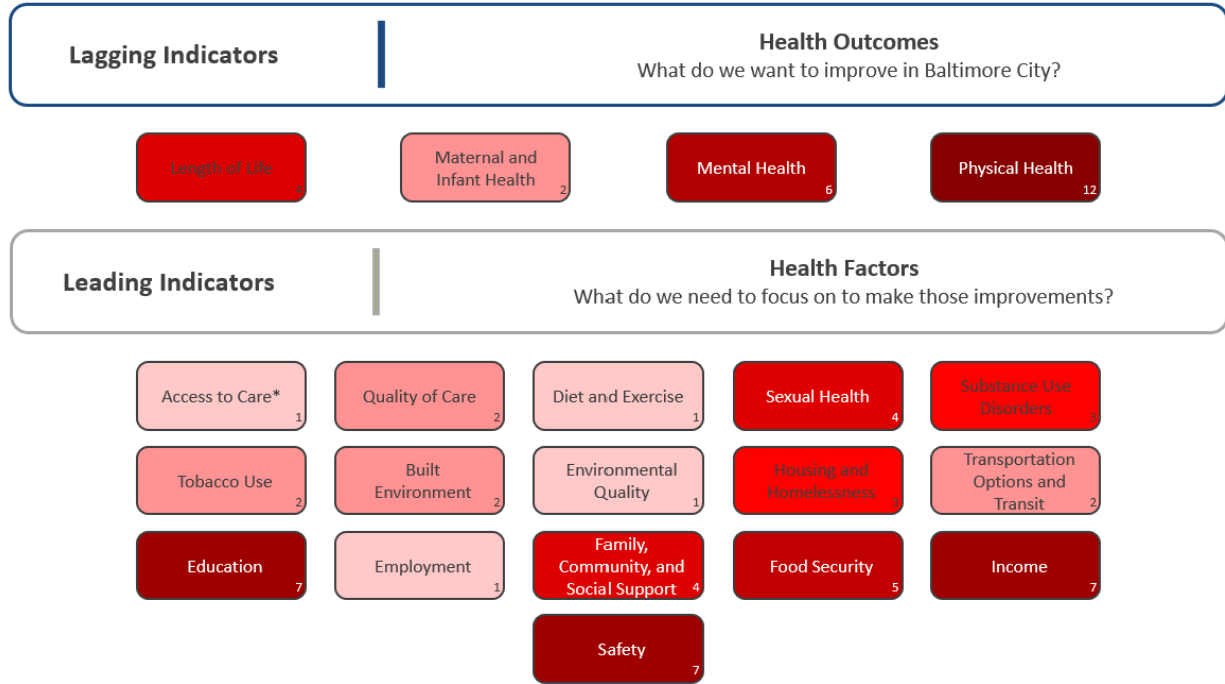 Lagging Indicators
Health Outcomes
What do we want to improve in Baltimore City?
Length of Life
4
Maternal and
Infant Health
2
Mental Health
6
Physical Health
12
Leading Indicators
Health Factors
What do we need to focus on to make those improvements?
Access to Care*
1
Quality of Care
2
Diet and Exercise
1
Sexual Health
4
Substance Use
Disorders
3
Tobacco Use
2
Built
Environment
2
Environmental
Quality
1
Housing and
Homelessness
3
Transportation
Options and
Transit
2
Education
7
Employment
1
Family,
Community, and
Social Support
4
Food Security
5
Income
7
Safety
7